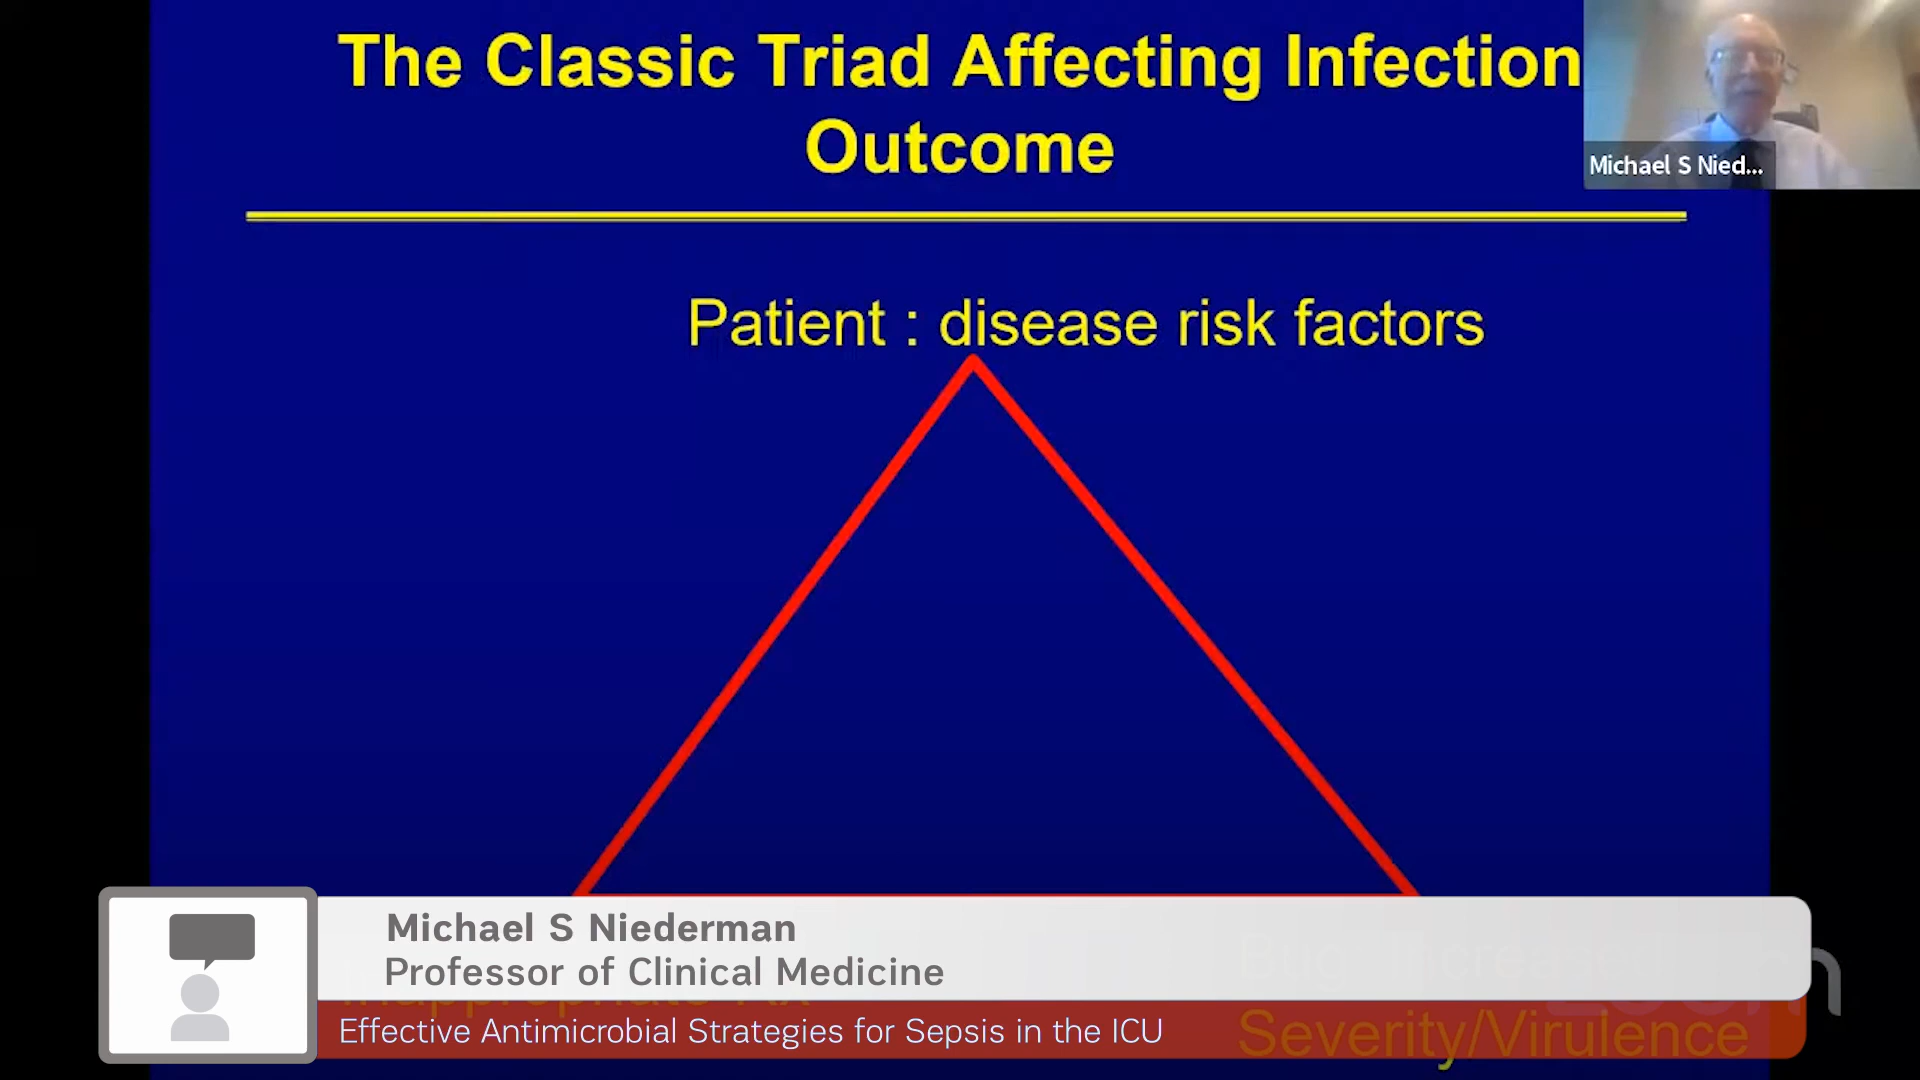 The Classic Triad Affecting Infection
Outcome
Michael S Nied...
Patient : disease risk factors
Michael S Niederman
Professor of Clinical Medicine
Effective Antimicrobial Strategies for Sepsis in the ICU
Severity/Virulence